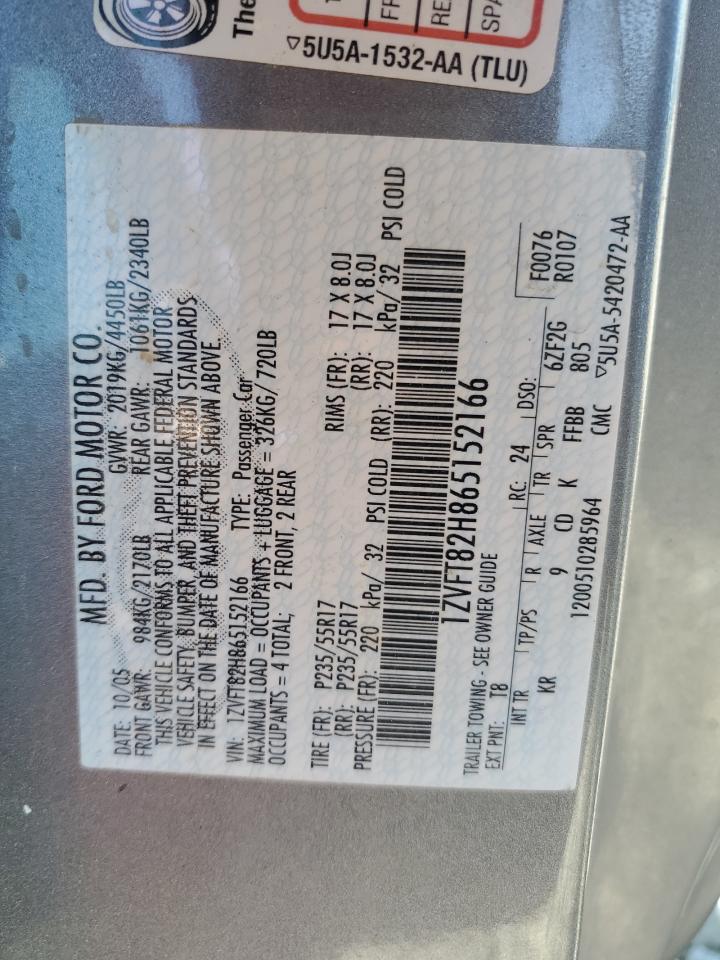 The
FR
RE
SPA
▽5U5A-1532-AA (TLU)
MFD. BY FORD MOTOR CO.
DATE: 10/05 GVWR: 2019KG/4450LB
FRONT GAWR: 984KG/2170LB REAR GAWR: 1061KG/2340LB
THIS VEHICLE CONFORMS TO ALL APPLICABLE FEDERAL MOTOR
VEHICLE SAFETY, BUMPER, AND THEFT PREVENTION STANDARDS
IN EFFECT ON THE DATE OF MANUFACTURE SHOWN ABOVE.
VIN: 1ZVFT82H865152166 TYPE: Passenger Car
MAXIMUM LOAD = OCCUPANTS + LUGGAGE = 326KG/720LB
OCCUPANTS = 4 TOTAL: 2 FRONT, 2 REAR
TIRE (FR): P235/55R17 RIMS (FR): 17 X 8.0J
(RR): P235/55R17 (RR): 17 X 8.0J
PRESSURE (FR): 220 kPa/ 32 PSI COLD (RR): 220 kPa/ 32 PSI COLD
1ZVFT82H865152166
TRAILER TOWING - SEE OWNER GUIDE
EXT PNT: T8 RC: 24 DSO: F0076
R0107
INT TR TP/PS R AXLE TR SPR 6ZF2G
KR 9 CD K FFBB 805
1200510285964 CMC ▽5U5A-5420472-AA